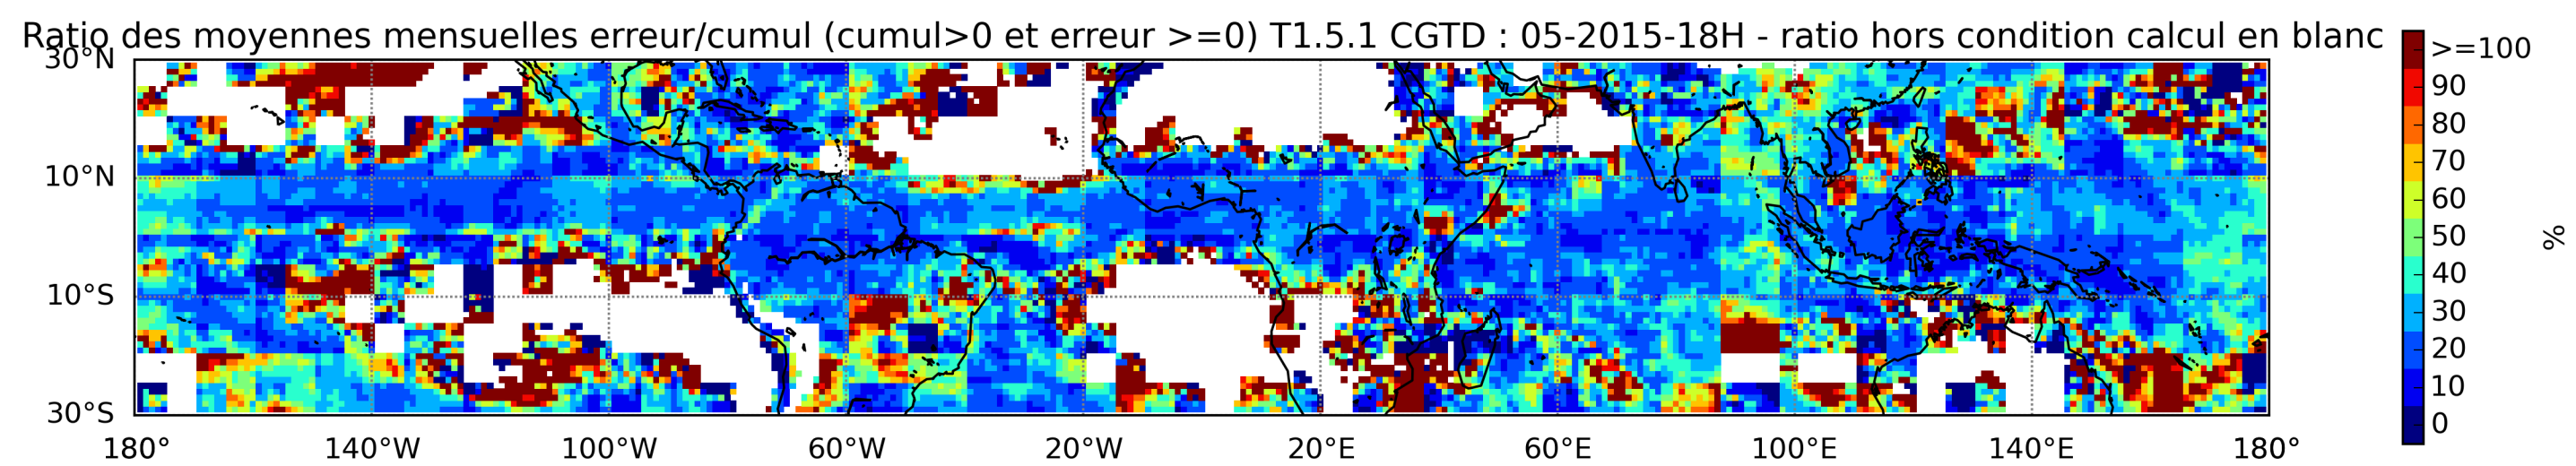 Ratio des moyennes mensuelles erreur/cumul (cumul>0 et erreur >=0) T1.5.1 CGTD : 05-2015-18H - ratio hors condition calcul en blanc
30°N
10°N
10°S
30°S
180° 140°W 100°W 60°W 20°W 20°E 60°E 100°E 140°E 180°
>=100
90
80
70
60
50
40
30
20
10
0
%